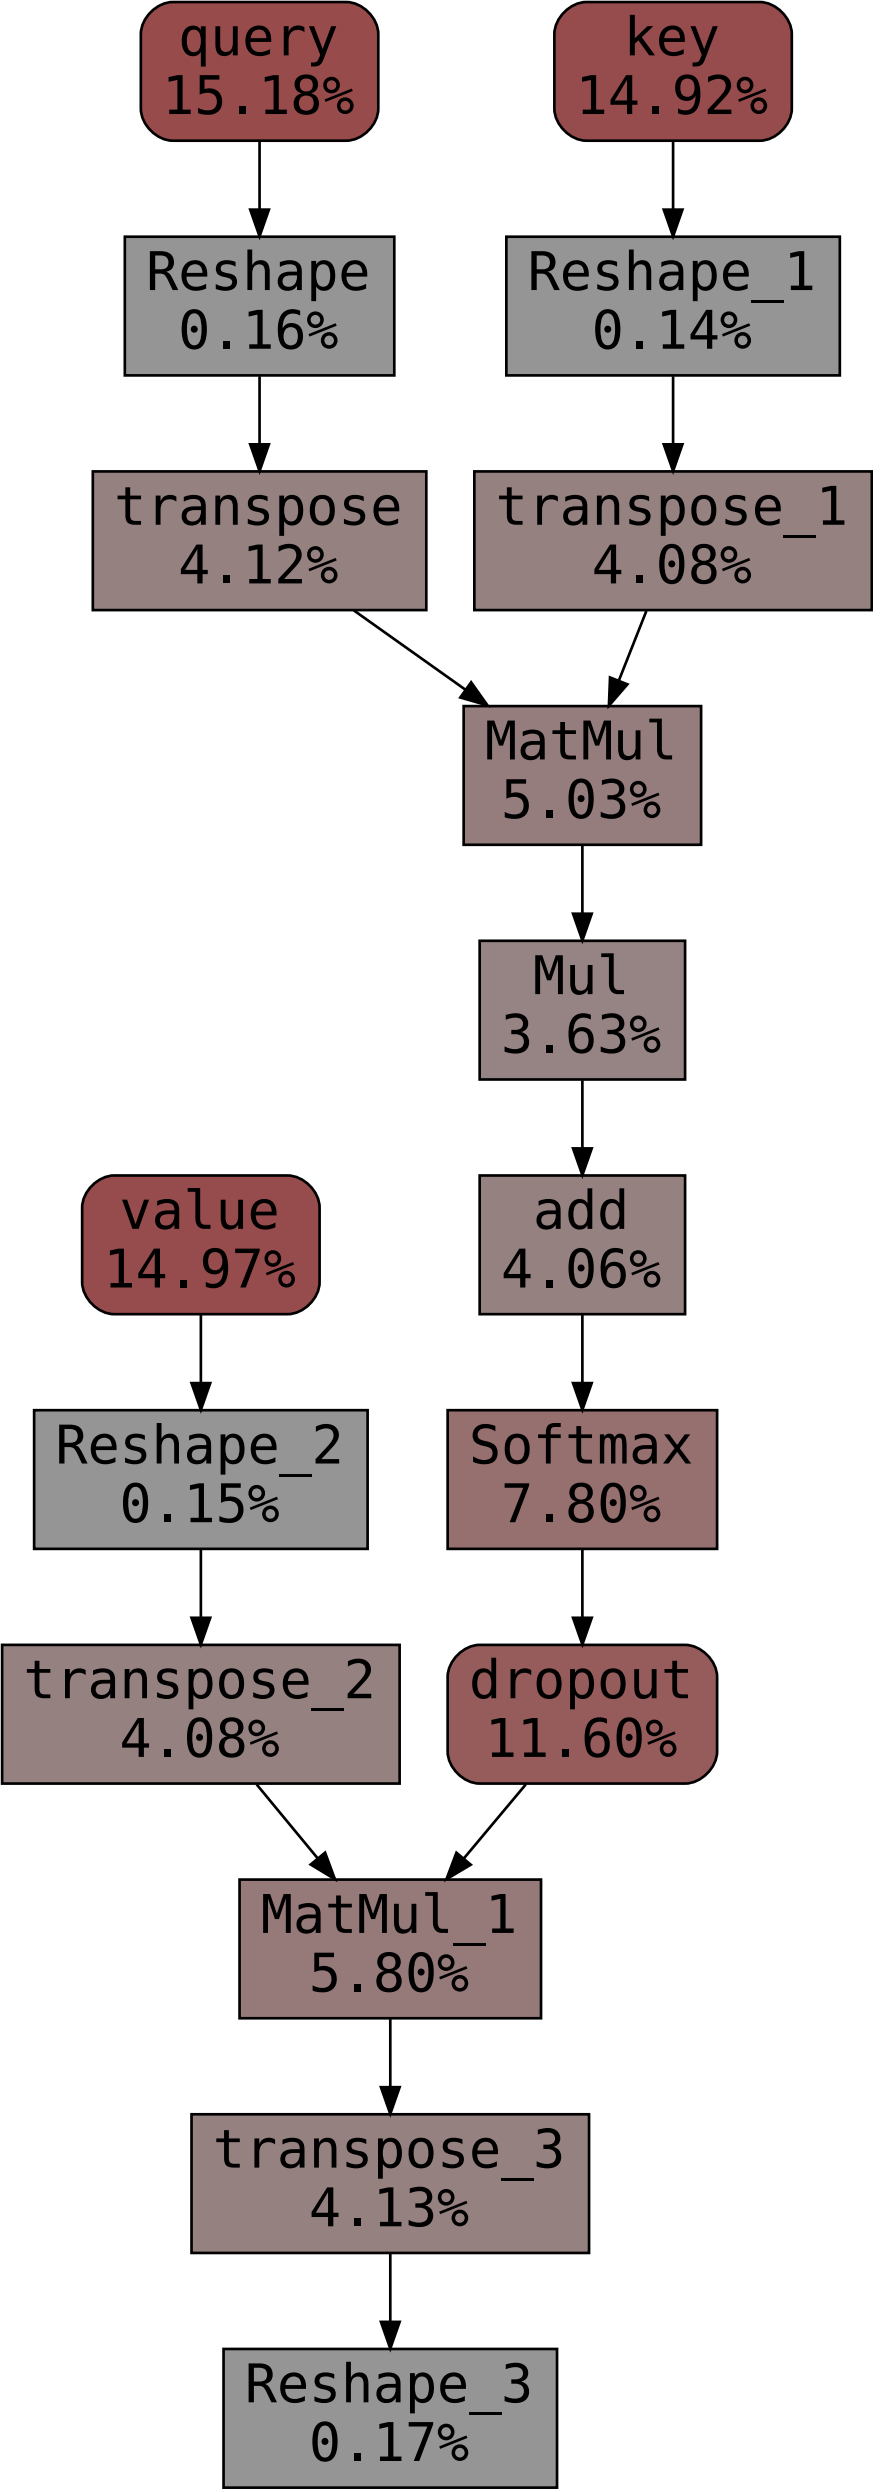 query
15.18%
key
14.92%
Reshape
0.16%
Reshape_1
0.14%
transpose
4.12%
transpose_1
4.08%
MatMul
5.03%
Mul
3.63%
value
14.97%
add
4.06%
Reshape_2
0.15%
Softmax
7.80%
transpose_2
4.08%
dropout
11.60%
MatMul_1
5.80%
transpose_3
4.13%
Reshape_3
0.17%